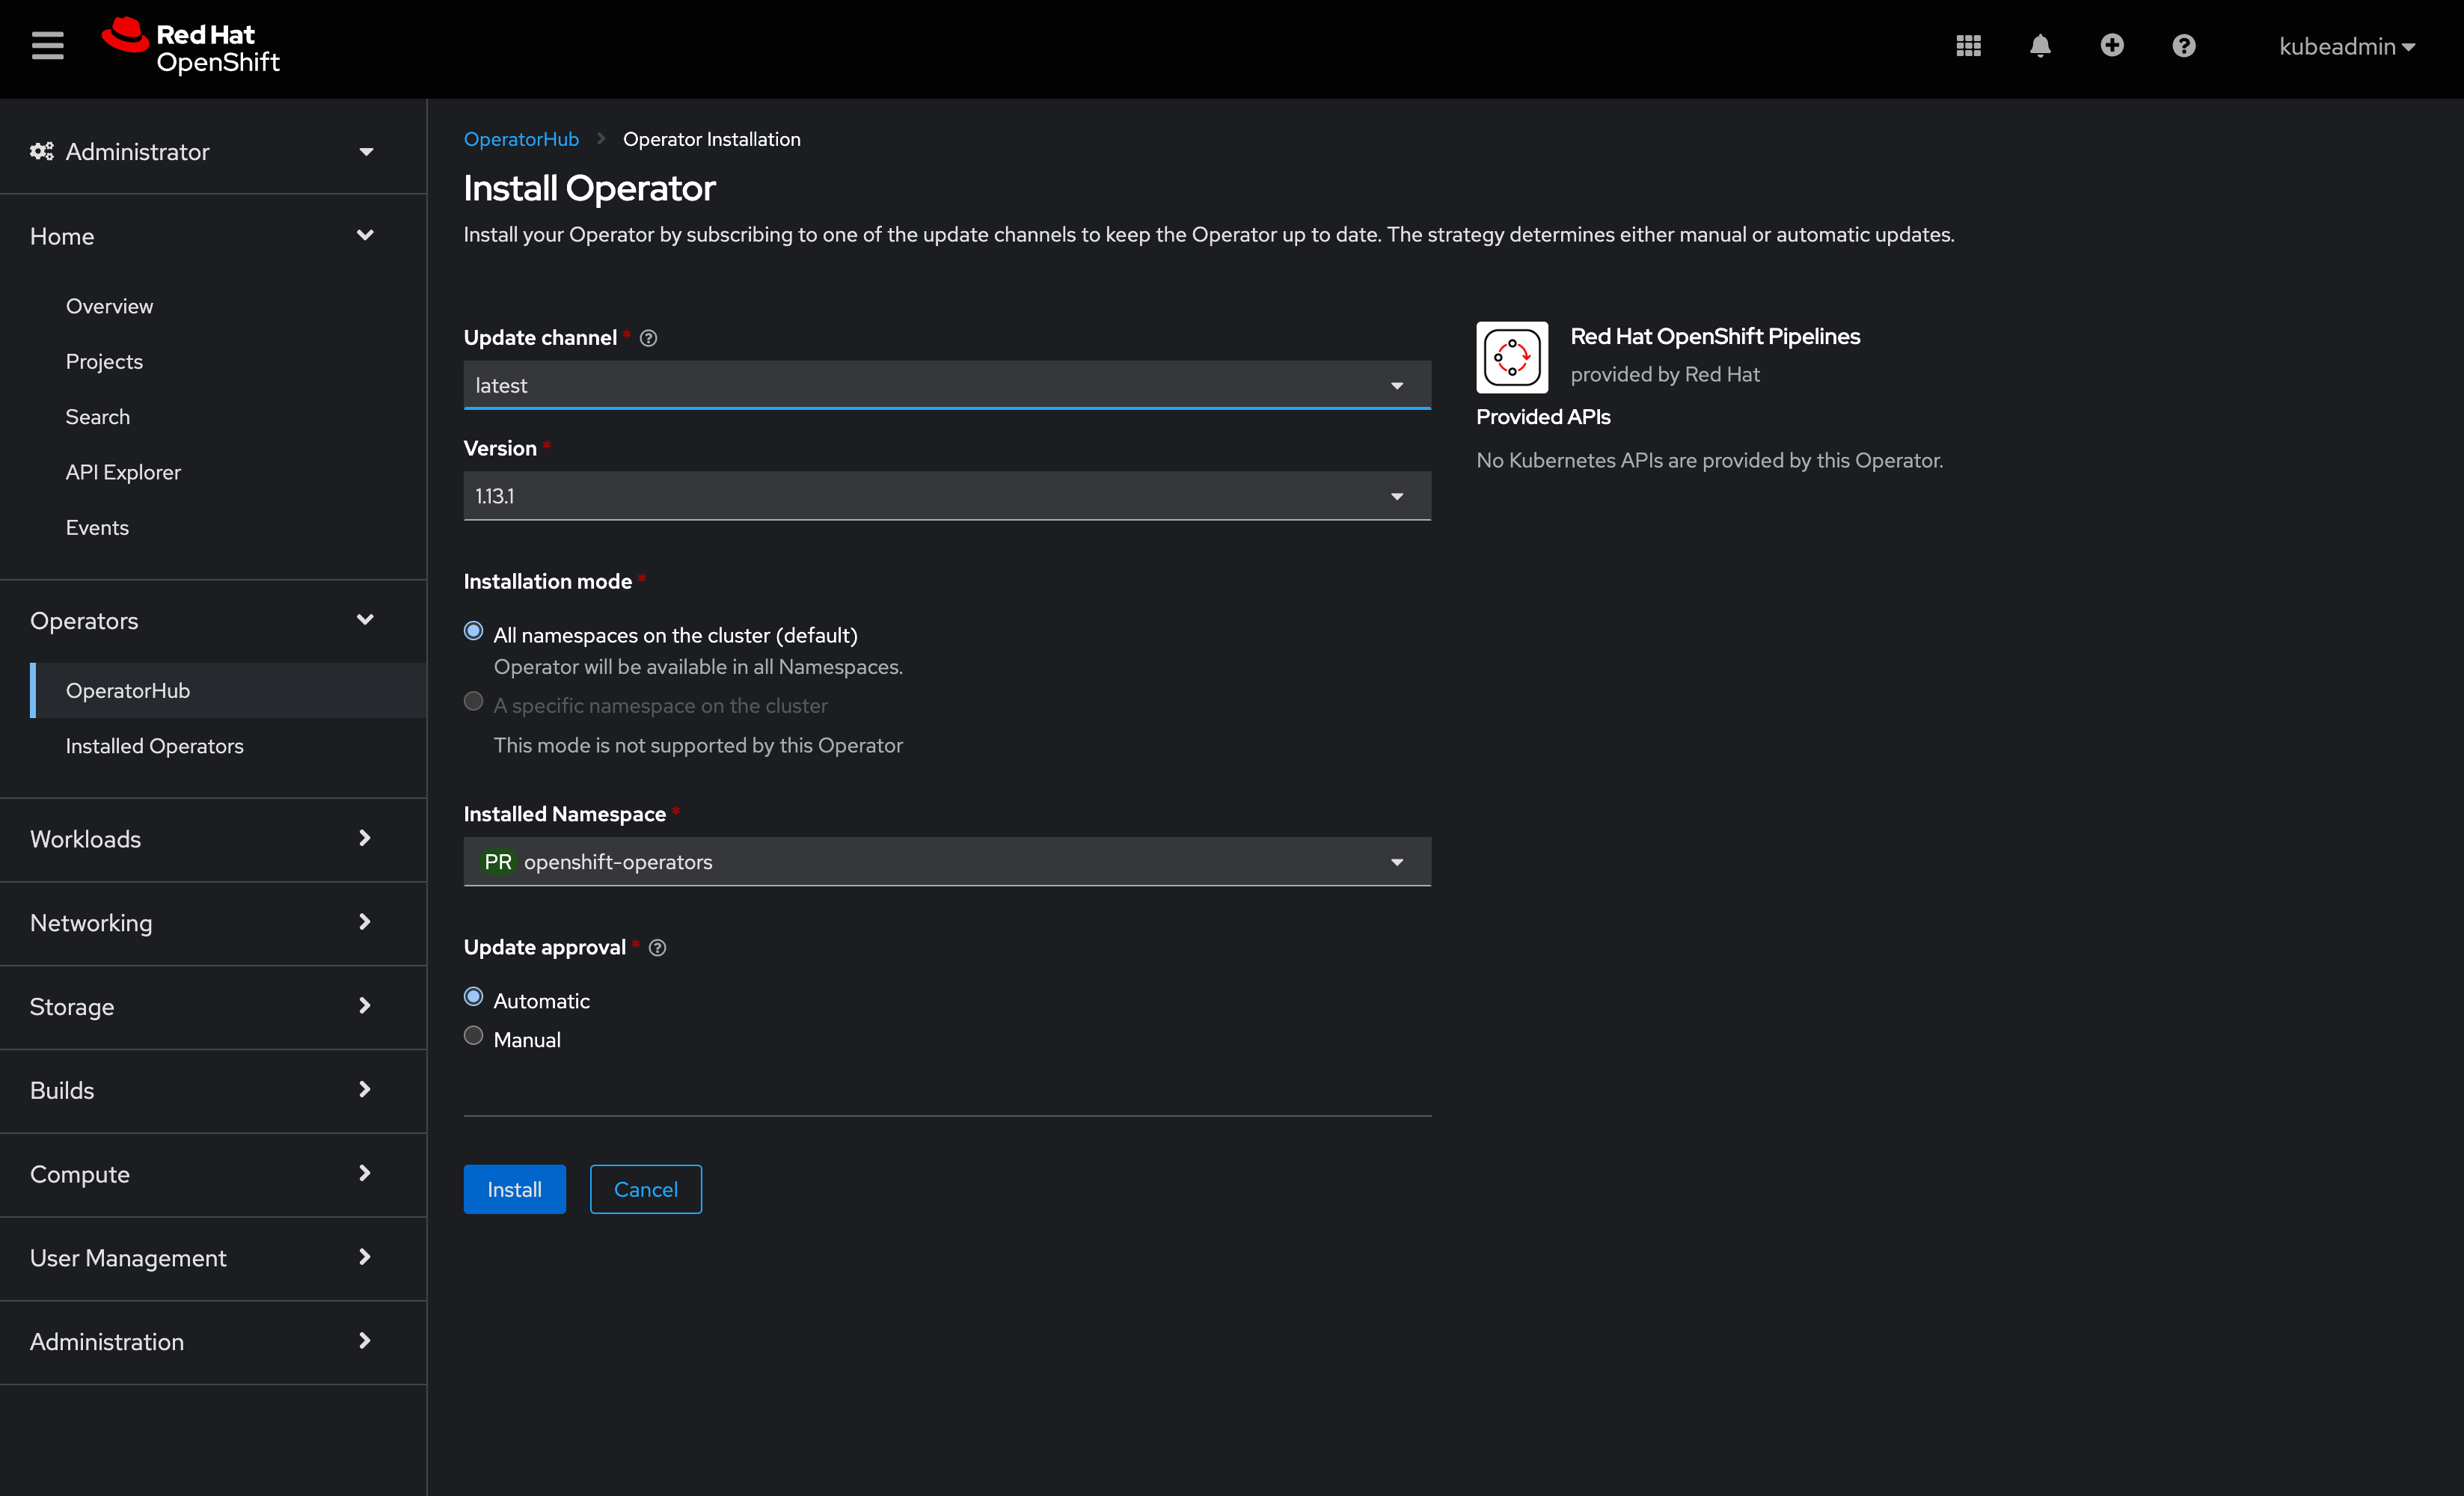 Red Hat
OpenShift
kubeadmin
Administrator
Home
Overview
Projects
Search
API Explorer
Events
Operators
OperatorHub
Installed Operators
Workloads
Networking
Storage
Builds
Compute
User Management
Administration
OperatorHub > Operator Installation
Install Operator
Install your Operator by subscribing to one of the update channels to keep the Operator up to date. The strategy determines either manual or automatic updates.
Update channel *
latest
Version *
1.13.1
Installation mode *
All namespaces on the cluster (default)
Operator will be available in all Namespaces.
A specific namespace on the cluster
This mode is not supported by this Operator
Installed Namespace *
PR openshift-operators
Update approval *
Automatic
Manual
Install
Cancel
Red Hat OpenShift Pipelines
provided by Red Hat
Provided APIs
No Kubernetes APIs are provided by this Operator.